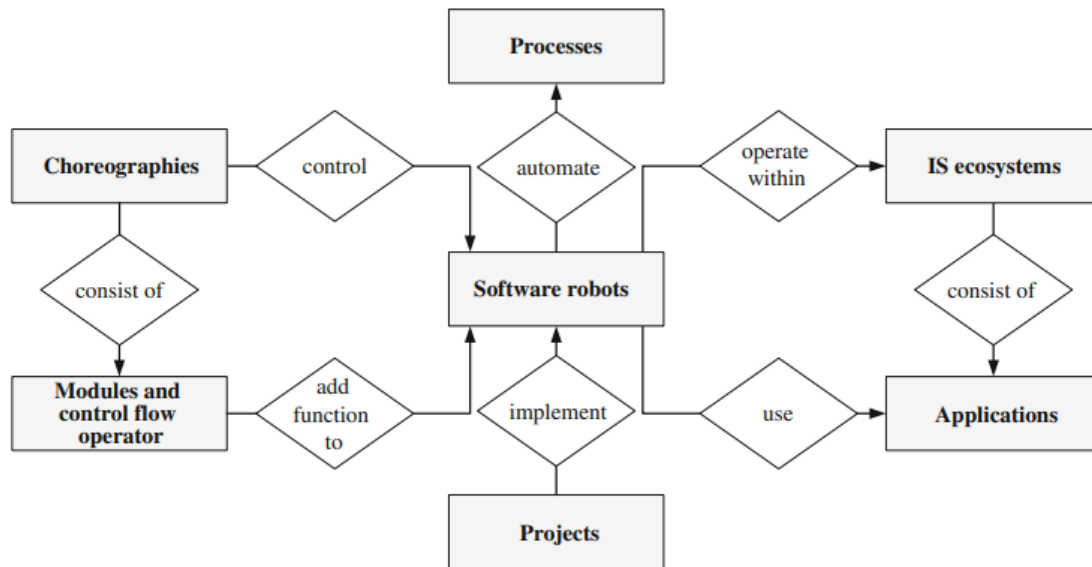 Processes
Choreographies
control
automate
operate
within
IS ecosystems
consist of
Software robots
consist of
Modules and
control flow
operator
add
function
to
implement
use
Applications
Projects